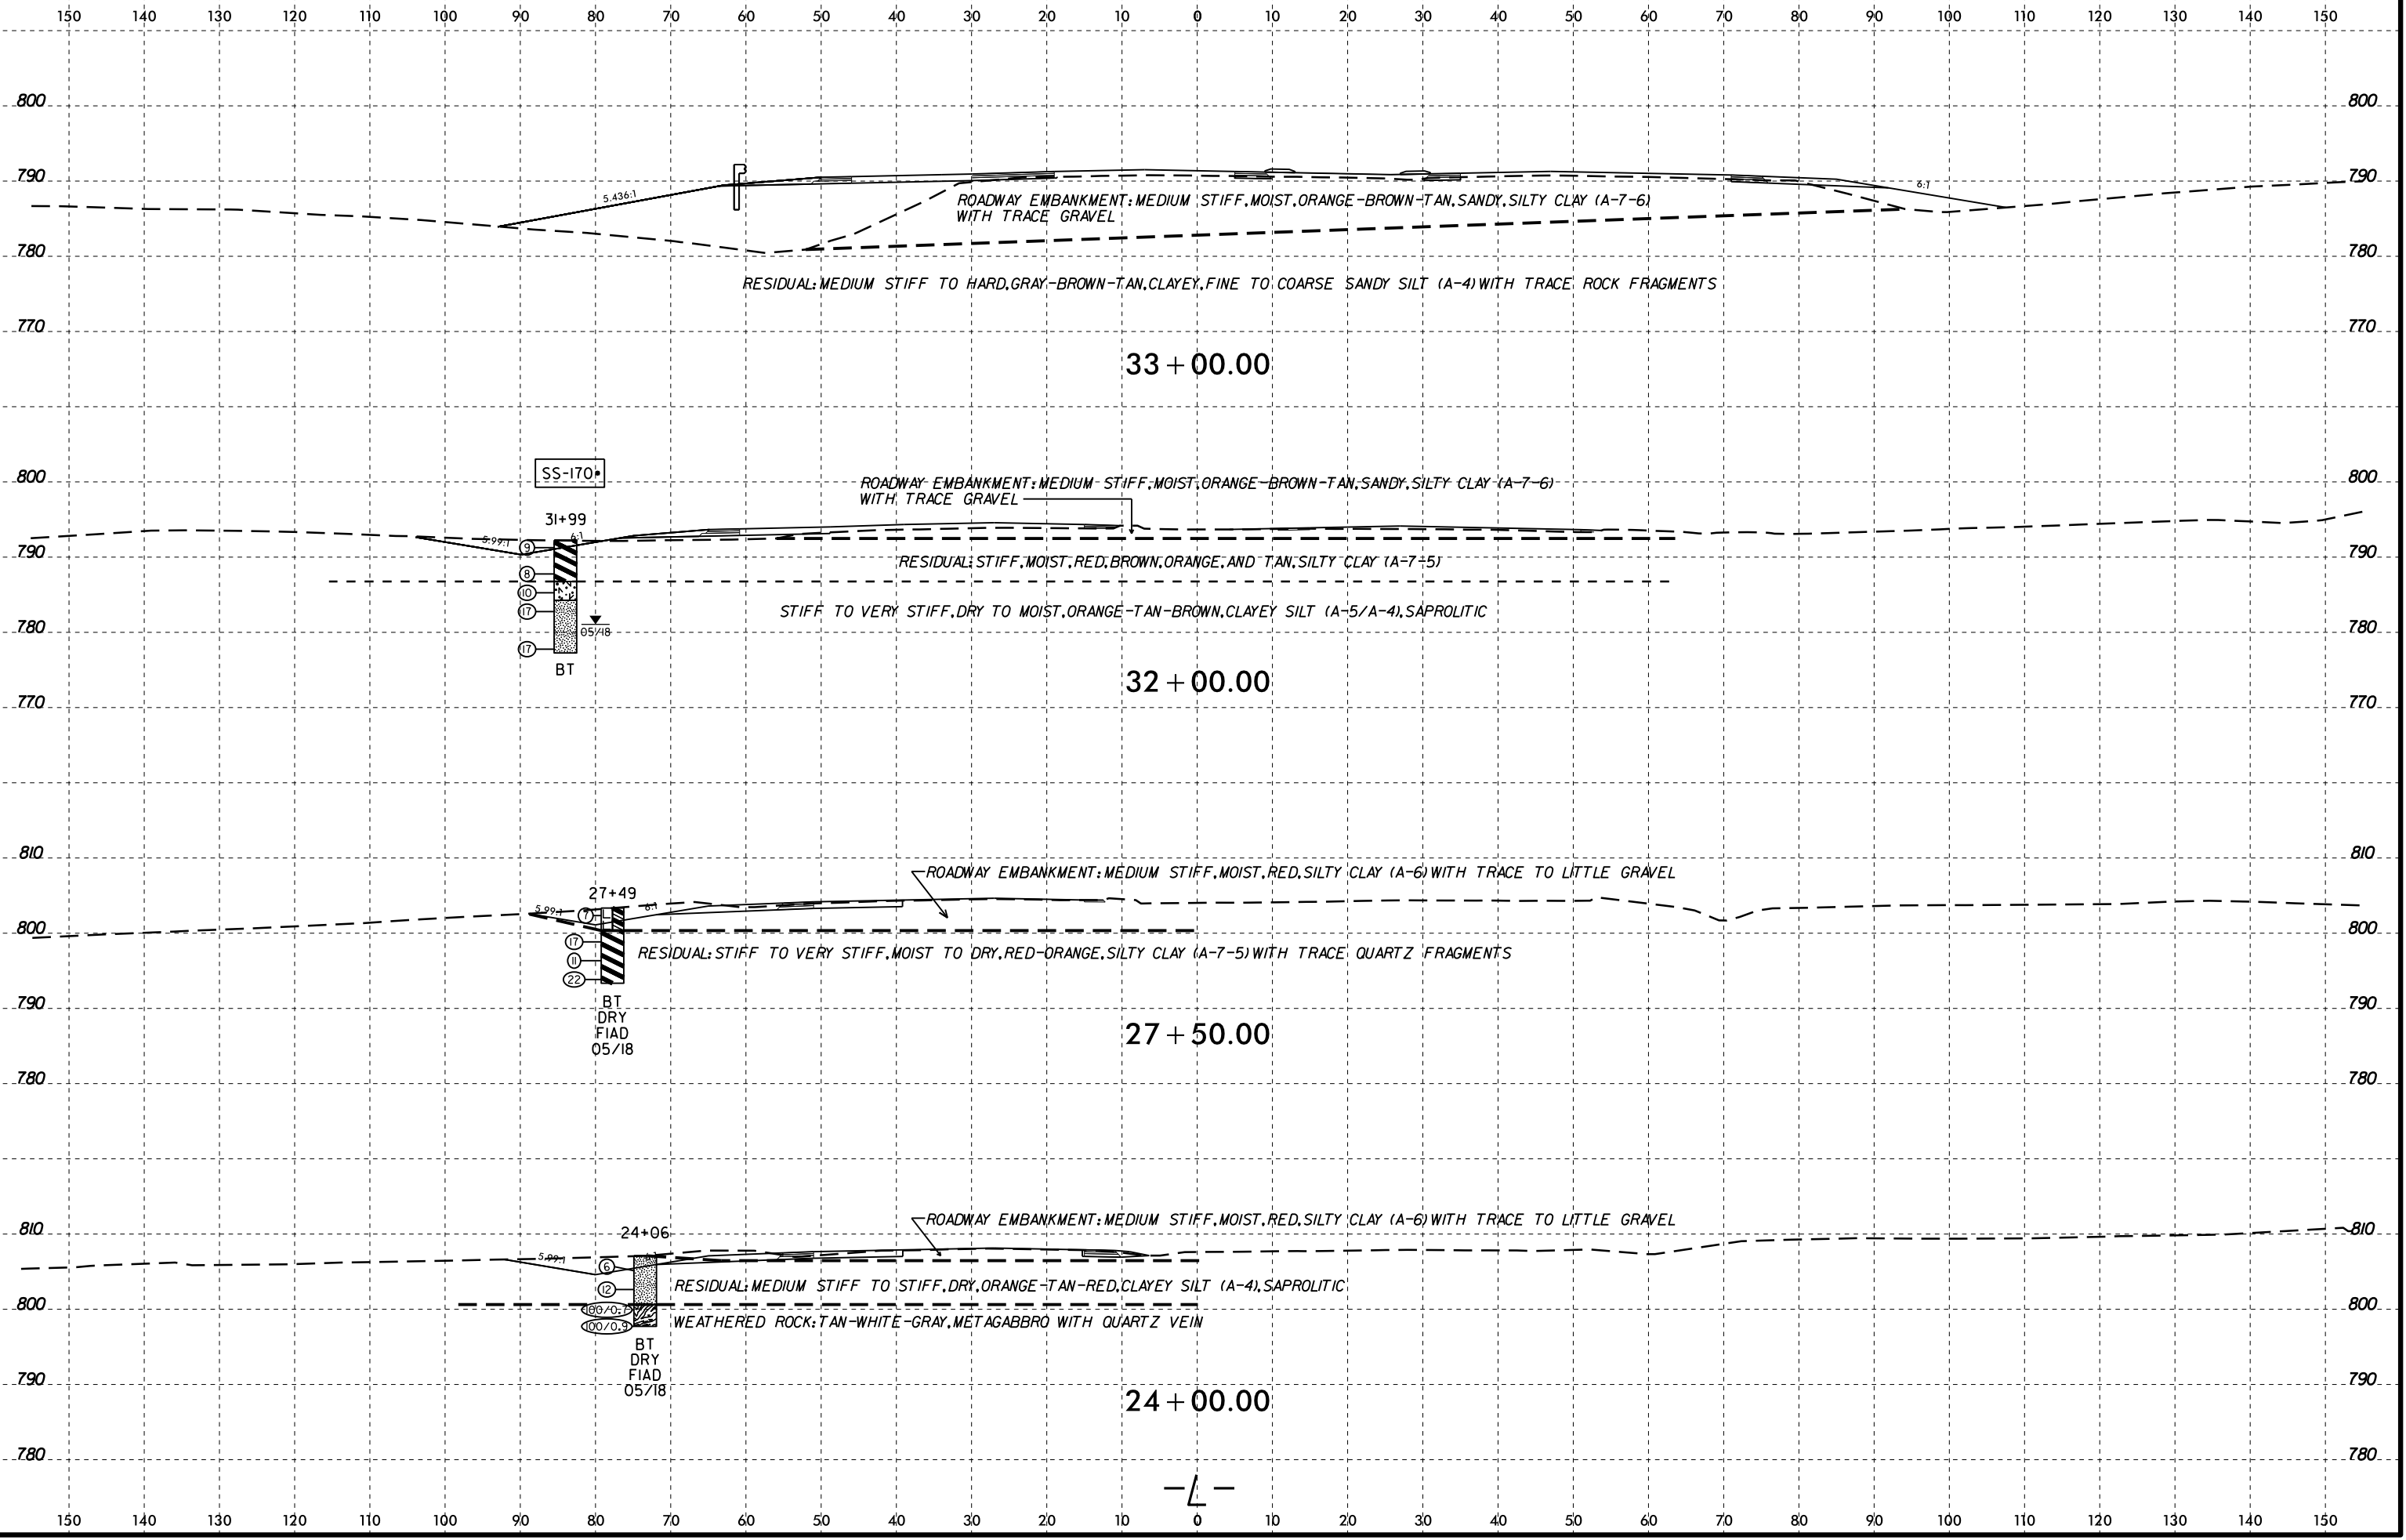 150 140 130 120 110 100 90 80 70 60 50 40 30 20 10 0 10 20 30 40 50 60 70 80 90 100 110 120 130 140 150
800 800
790 790
5.436:1 6:1
ROADWAY EMBANKMENT: MEDIUM STIFF, MOIST, ORANGE-BROWN-TAN, SANDY, SILTY CLAY (A-7-6)
WITH TRACE GRAVEL
780 780
RESIDUAL: MEDIUM STIFF TO HARD, GRAY-BROWN-TAN, CLAYEY, FINE TO COARSE SANDY SILT (A-4) WITH TRACE ROCK FRAGMENTS
770 770
33+00.00
SS-170
800 800
ROADWAY EMBANKMENT: MEDIUM STIFF, MOIST, ORANGE-BROWN-TAN, SANDY, SILTY CLAY (A-7-6)
WITH TRACE GRAVEL
31+99
5.99:1 6:1
9
790 790
RESIDUAL: STIFF, MOIST, RED, BROWN, ORANGE, AND TAN, SILTY CLAY (A-7-5)
8
10
17
STIFF TO VERY STIFF, DRY TO MOIST, ORANGE-TAN-BROWN, CLAYEY SILT (A-5/A-4), SAPROLITIC
780 780
05/18
17
BT
32+00.00
770 770
810 810
ROADWAY EMBANKMENT: MEDIUM STIFF, MOIST, RED, SILTY CLAY (A-6) WITH TRACE TO LITTLE GRAVEL
27+49
5.99:1 6:1
7
L
800 800
17
RESIDUAL: STIFF TO VERY STIFF, MOIST TO DRY, RED-ORANGE, SILTY CLAY (A-7-5) WITH TRACE QUARTZ FRAGMENTS
11
22
790 790
BT
DRY
FIAD
05/18
27+50.00
780 780
ROADWAY EMBANKMENT: MEDIUM STIFF, MOIST, RED, SILTY CLAY (A-6) WITH TRACE TO LITTLE GRAVEL
810 810
24+06
5.99:1 6:1
6
12
RESIDUAL: MEDIUM STIFF TO STIFF, DRY, ORANGE-TAN-RED, CLAYEY SILT (A-4), SAPROLITIC
800 800
100/0.7
100/0.9
WEATHERED ROCK: TAN-WHITE-GRAY, METAGABBRO WITH QUARTZ VEIN
BT
DRY
FIAD
05/18
790 790
24+00.00
780 780
-L-
150 140 130 120 110 100 90 80 70 60 50 40 30 20 10 0 10 20 30 40 50 60 70 80 90 100 110 120 130 140 150